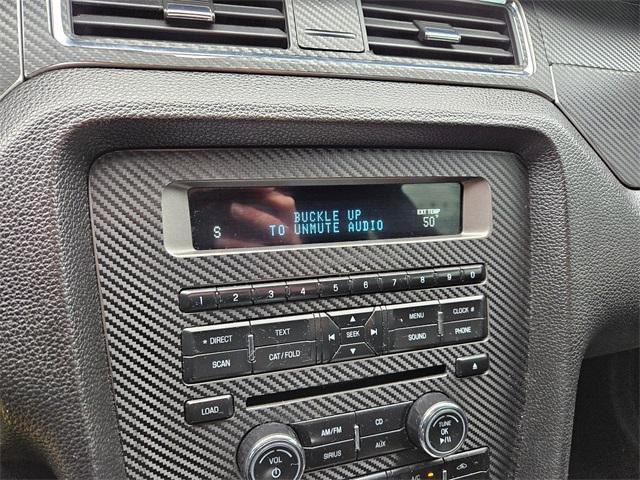 BUCKLE UP
EXT TEMP
S TO UNMUTE AUDIO 50°
1 2 3 4 5 6 7 8 9 0
* DIRECT TEXT SEEK MENU CLOCK #
SCAN CAT/FOLD SOUND PHONE
LOAD
AM/FM CD
SIRIUS AUX
VOL
TUNE
OK
A/C